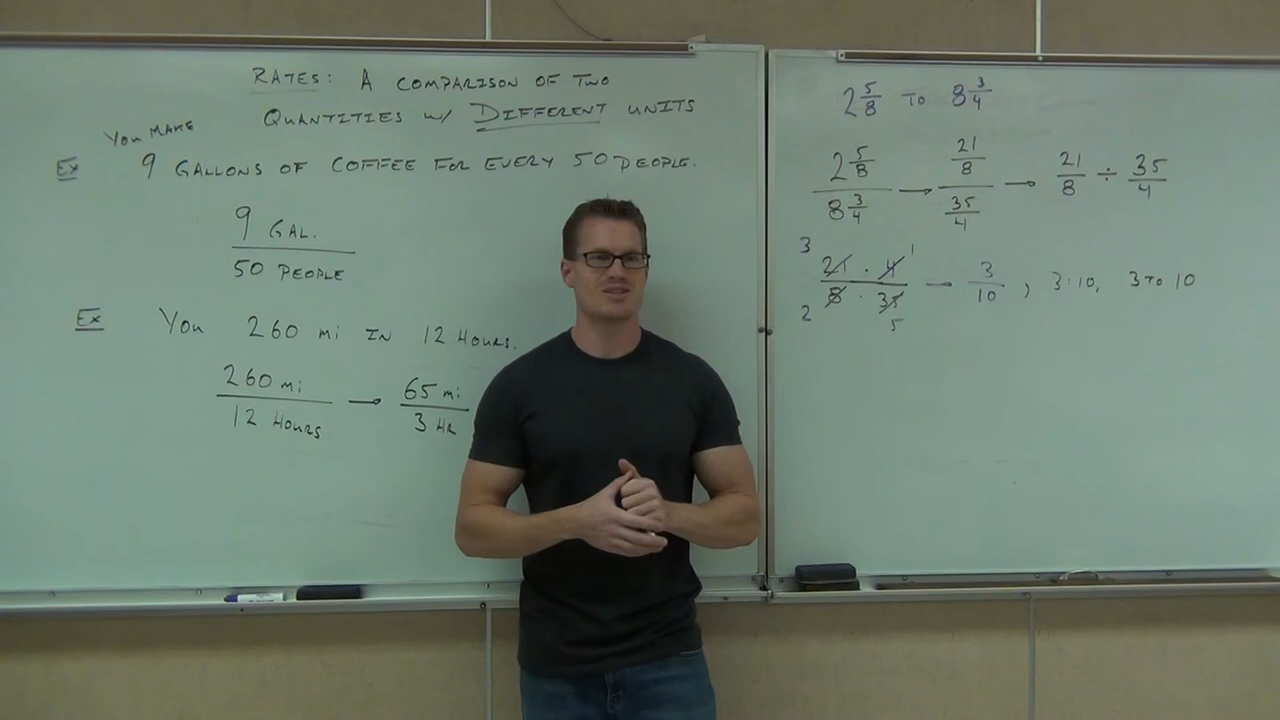 RATES: A COMPARISON OF TWO
QUANTITIES W/ DIFFERENT UNITS
YOU MAKE
EX 9 GALLONS OF COFFEE FOR EVERY 50 PEOPLE.
9 GAL.
50 PEOPLE
EX YOU 260 mi IN 12 HOURS.
260 mi → 65 mi
12 HOURS 3 HR
2 5/8 TO 8 3/4
2 5/8 / 8 3/4 → 21/8 / 35/4 → 21/8 ÷ 35/4
3 21 · 4 1 → 3/10 , 3:10, 3 TO 10
2 8 · 35 5